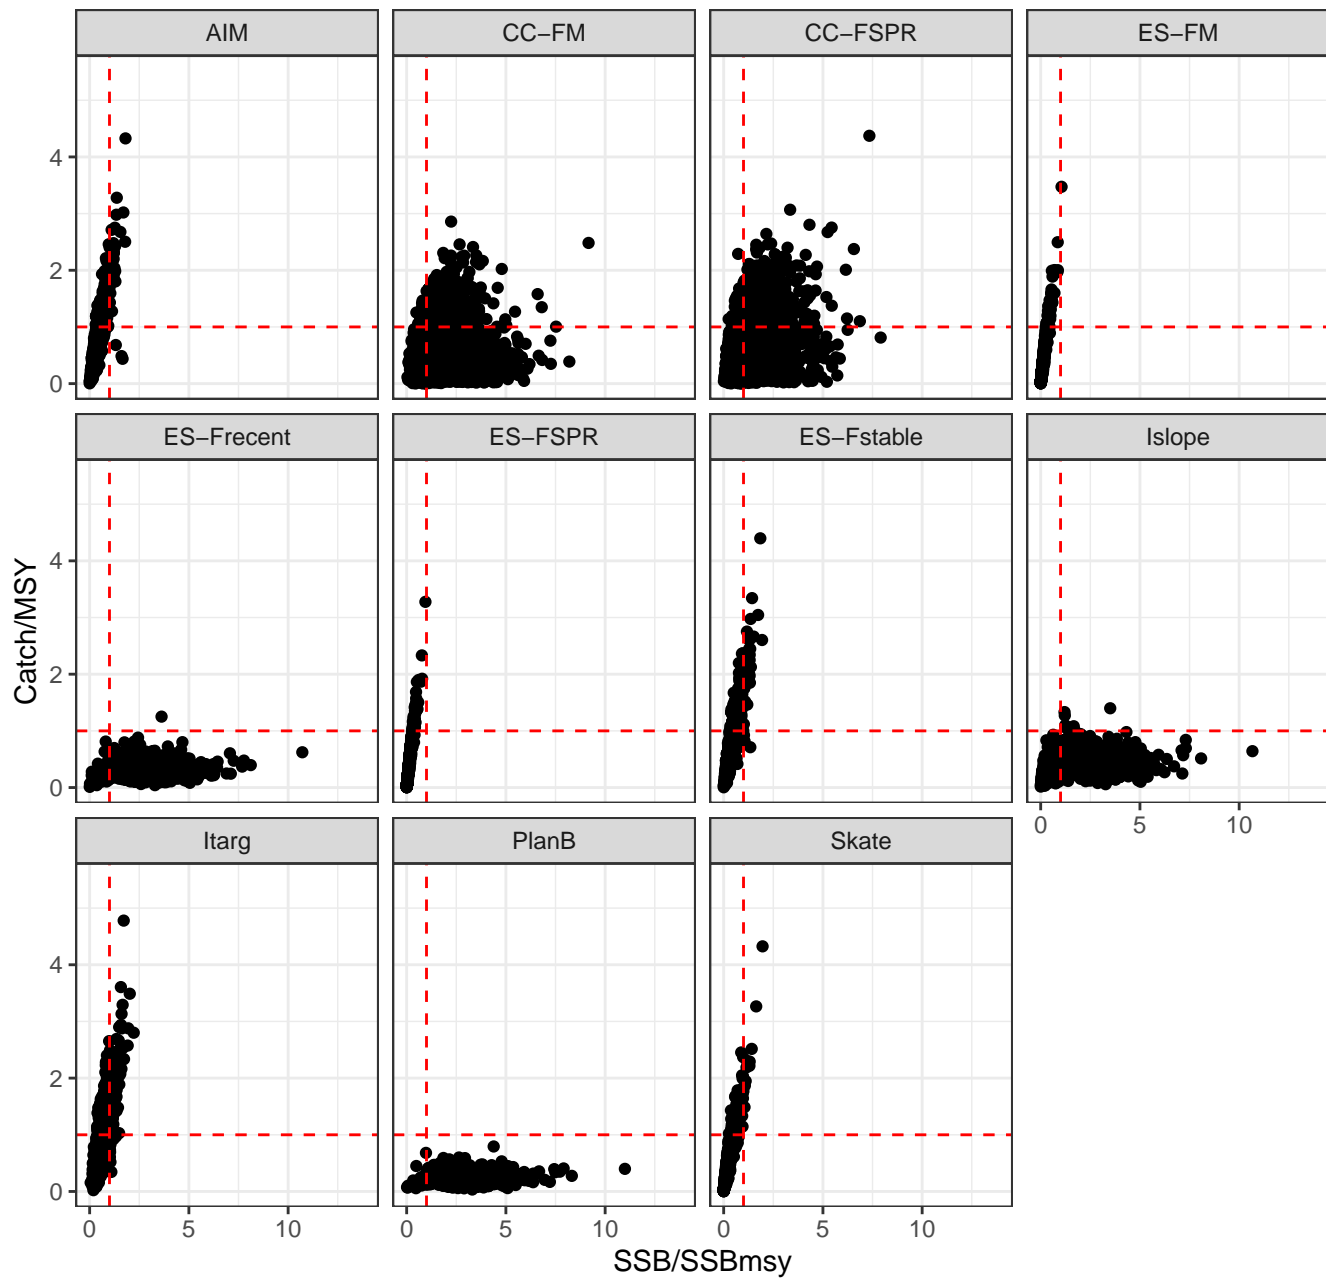 AIM CC−FM CC−FSPR ES−FM
4
2
0
ES−Frecent ES−FSPR ES−Fstable Islope
4
2
0
0 5 10
Itarg PlanB Skate
4
2
0
0 5 10 0 5 10 0 5 10
Catch/MSY
SSB/SSBmsy